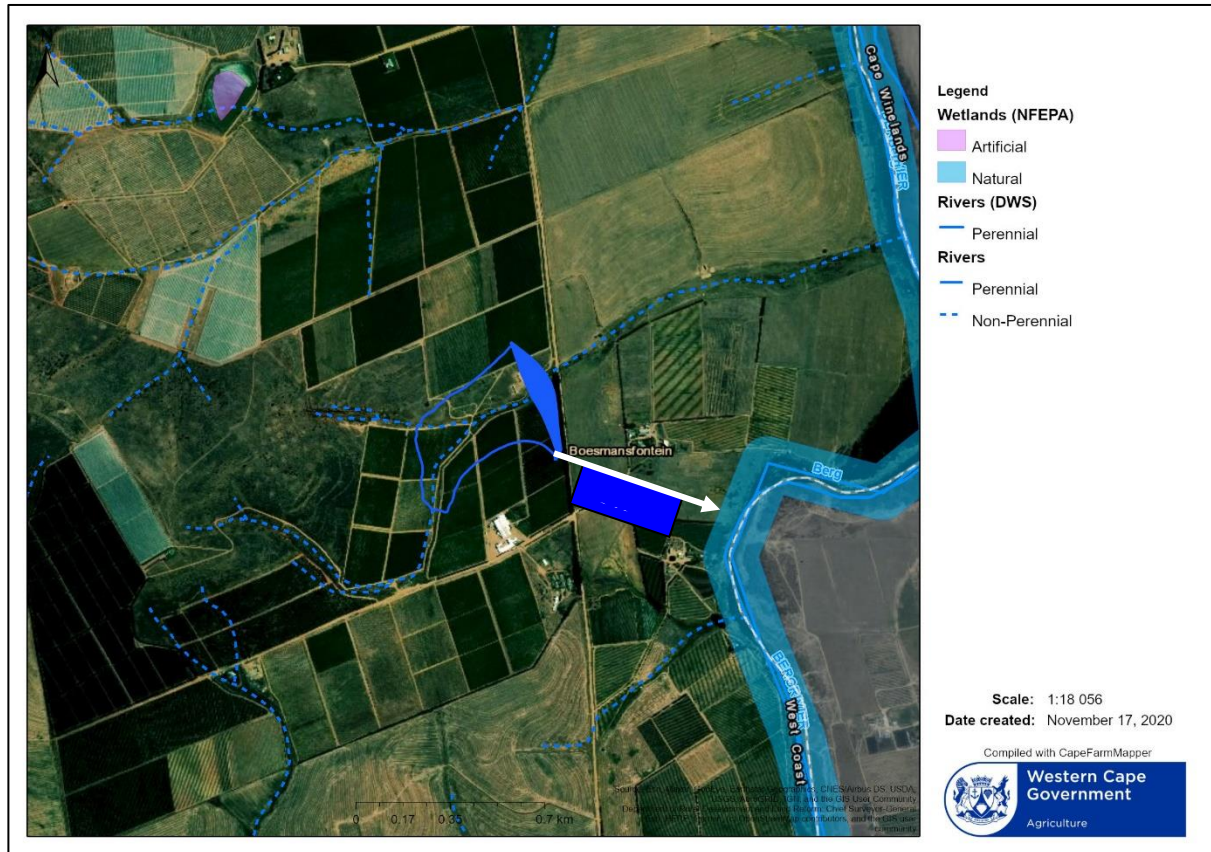 Cape Winelands
Boesmansfontein
Berg
BERGRIVIER
West Coast
0 0.17 0.35 0.7 km
Legend
Wetlands (NFEPA)
Artificial
Natural
Rivers (DWS)
Perennial
Rivers
Perennial
Non-Perennial
Scale: 1:18 056
Date created: November 17, 2020
Compiled with CapeFarmMapper
Western Cape
Government
Agriculture